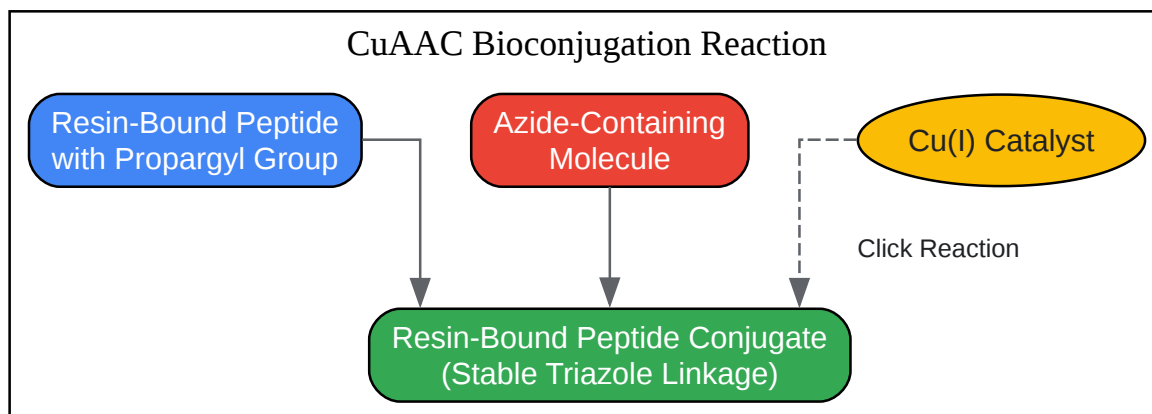 CuAAC Bioconjugation Reaction
Resin-Bound Peptide
with Propargyl Group
Azide-Containing
Molecule
Cu(I) Catalyst
Click Reaction
Resin-Bound Peptide Conjugate
(Stable Triazole Linkage)